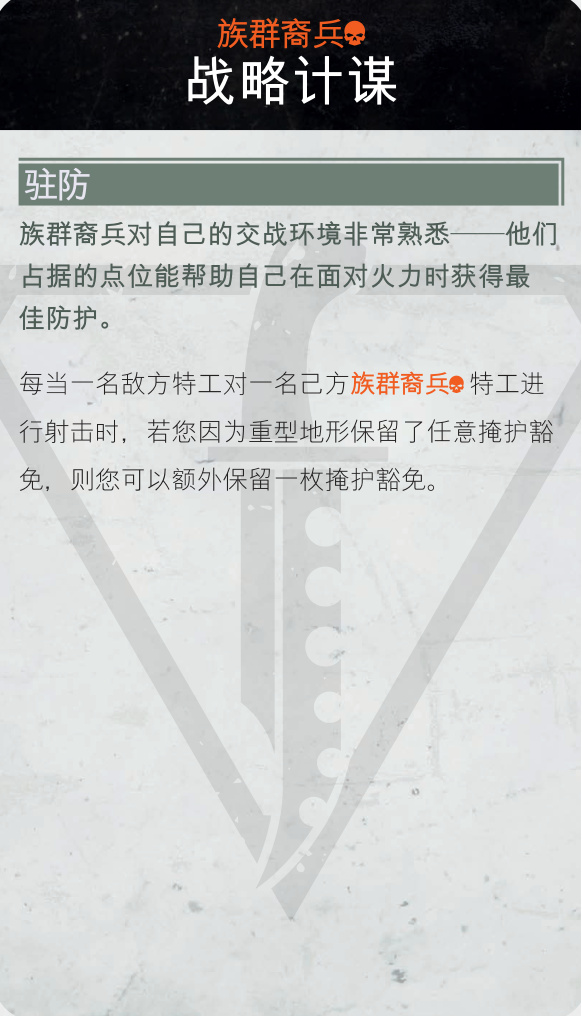 族群裔兵
战略计谋
驻防
族群裔兵对自己的交战环境非常熟悉——他们
占据的点位能帮助自己在面对火力时获得最
佳防护。
每当一名敌方特工对一名己方族群裔兵特工进
行射击时，若您因为重型地形保留了任意掩护豁
免，则您可以额外保留一枚掩护豁免。